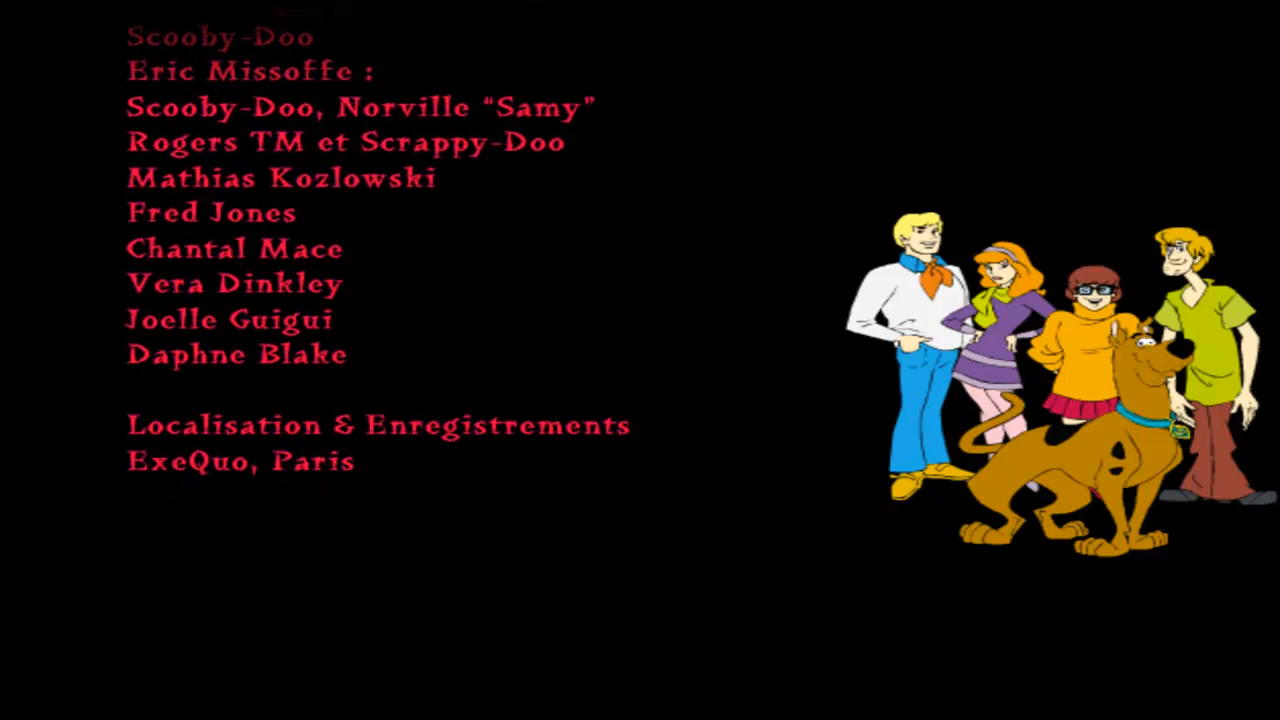 Scooby-Doo
Eric Missoffe :
Scooby-Doo, Norville “Samy”
Rogers TM et Scrappy-Doo
Mathias Kozlowski
Fred Jones
Chantal Mace
Vera Dinkley
Joelle Guigui
Daphne Blake
Localisation & Enregistrements
ExeQuo, Paris